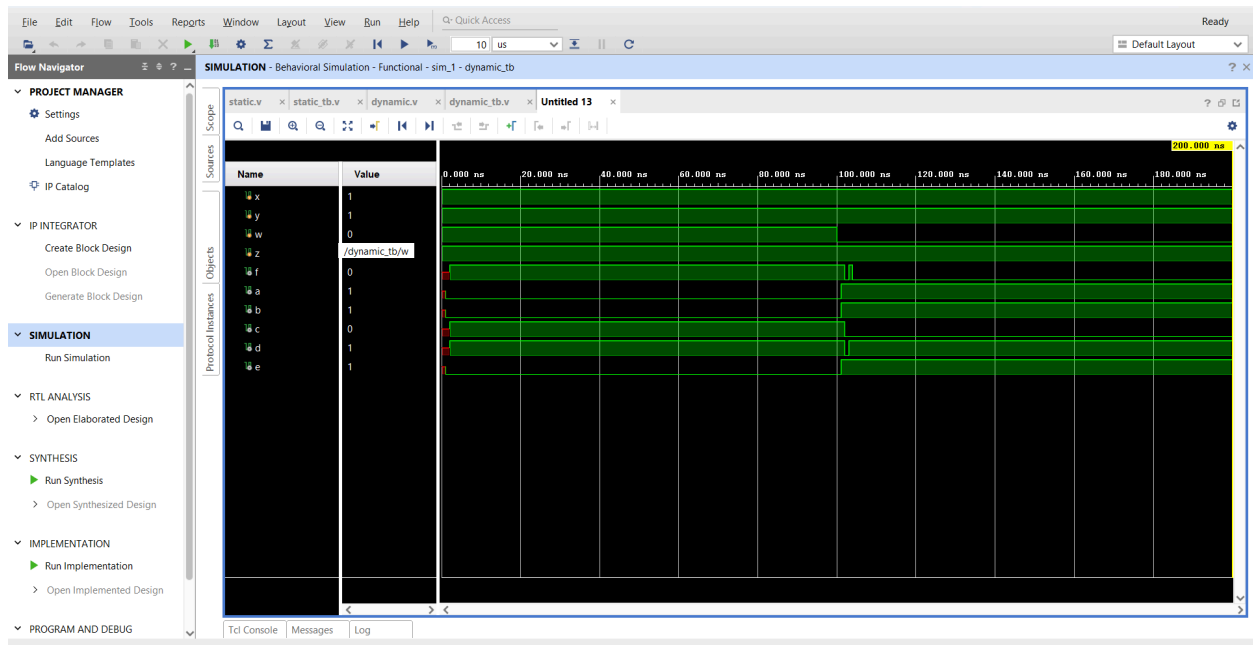 File Edit Flow Tools Reports Window Layout View Run Help Q- Quick Access Ready
10 us Default Layout
Flow Navigator ? SIMULATION - Behavioral Simulation - Functional - sim_1 - dynamic_tb ? ×
PROJECT MANAGER
Settings
Add Sources
Language Templates
IP Catalog
IP INTEGRATOR
Create Block Design
Open Block Design
Generate Block Design
SIMULATION
Run Simulation
RTL ANALYSIS
Open Elaborated Design
SYNTHESIS
Run Synthesis
Open Synthesized Design
IMPLEMENTATION
Run Implementation
Open Implemented Design
PROGRAM AND DEBUG
Scope
Sources
Objects
Protocol Instances
static.v × static_tb.v × dynamic.v × dynamic_tb.v × Untitled 13 × ?
200.000 ns
Name Value 0.000 ns 20.000 ns 40.000 ns 60.000 ns 80.000 ns 100.000 ns 120.000 ns 140.000 ns 160.000 ns 180.000 ns
x 1
y 1
w 0
z /dynamic_tb/w
f 0
a 1
b 1
c 0
d 1
e 1
Tcl Console Messages Log